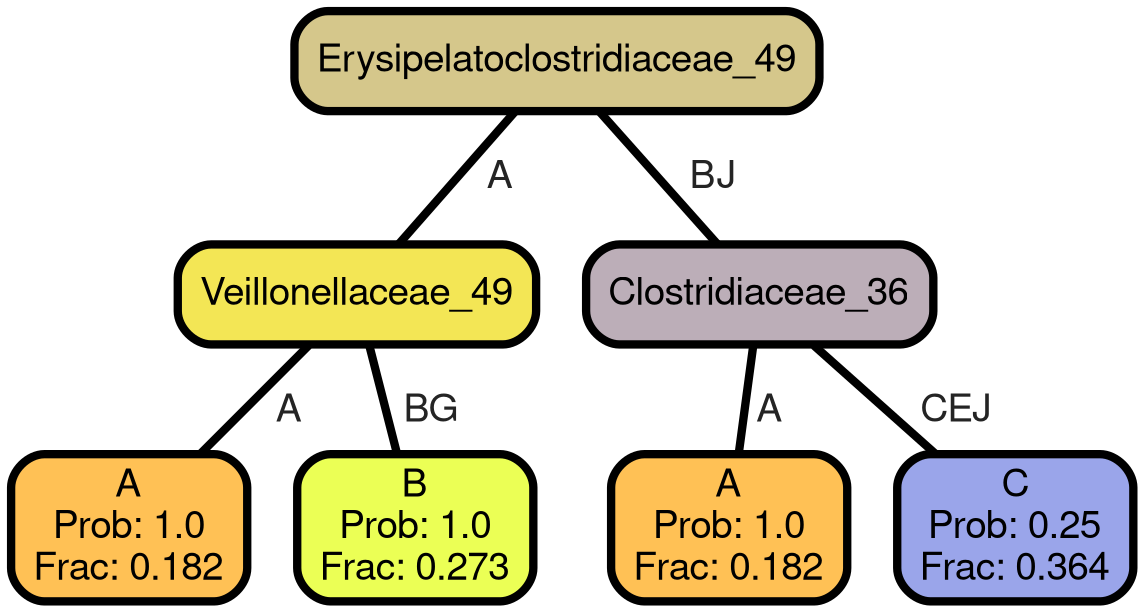 Erysipelatoclostridiaceae_49
A
BJ
Veillonellaceae_49
Clostridiaceae_36
A
BG
A
CEJ
A
Prob: 1.0
Frac: 0.182
B
Prob: 1.0
Frac: 0.273
A
Prob: 1.0
Frac: 0.182
C
Prob: 0.25
Frac: 0.364